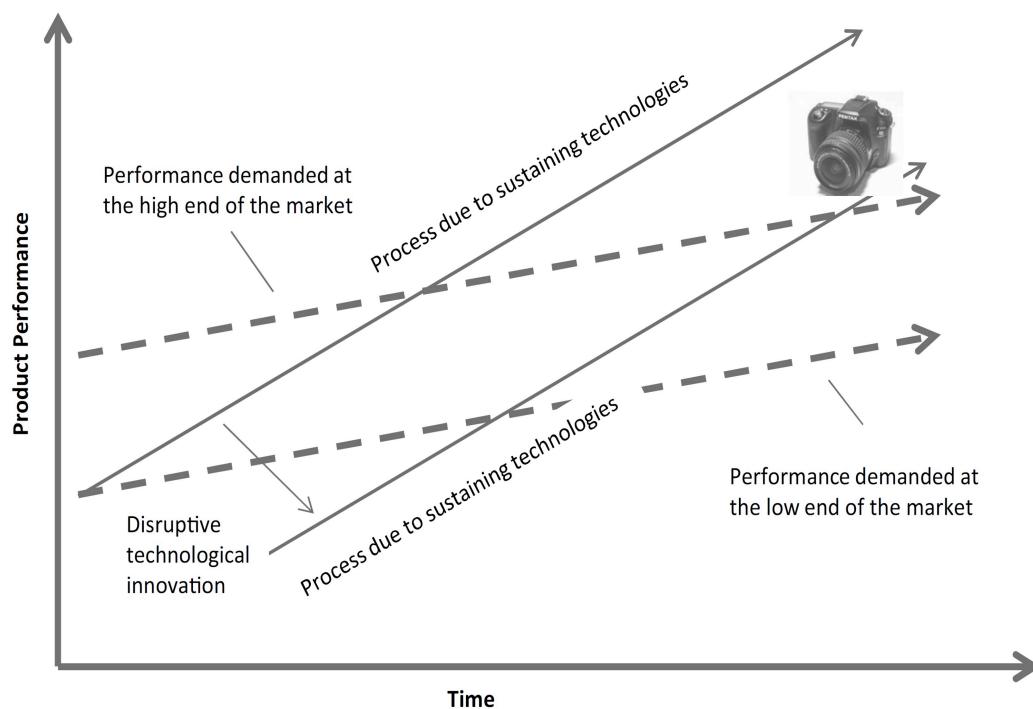 Process due to sustaining technologies
PENTAX
Performance demanded at
the high end of the market
Product Performance
Process due to sustaining technologies
Performance demanded at
the low end of the market
Disruptive
technological
innovation
Time